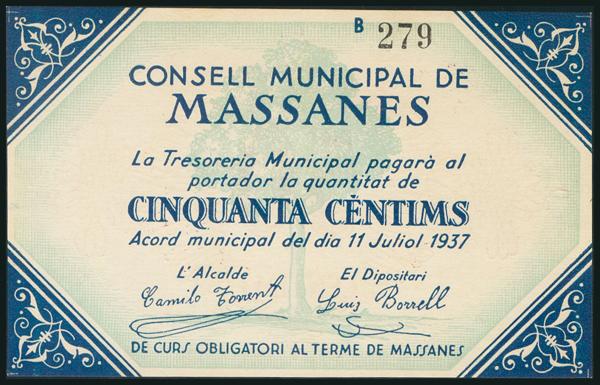 B 279
CONSELL MUNICIPAL DE
MASSANES
La Tresoreria Municipal pagarà al
portador la quantitat de
CINQUANTA CÈNTIMS
Acord municipal del dia 11 Juliol 1937
L'Alcalde El Dipositari
Camilo Torrent Luis Borrell
DE CURS OBLIGATORI AL TERME DE MASSANES